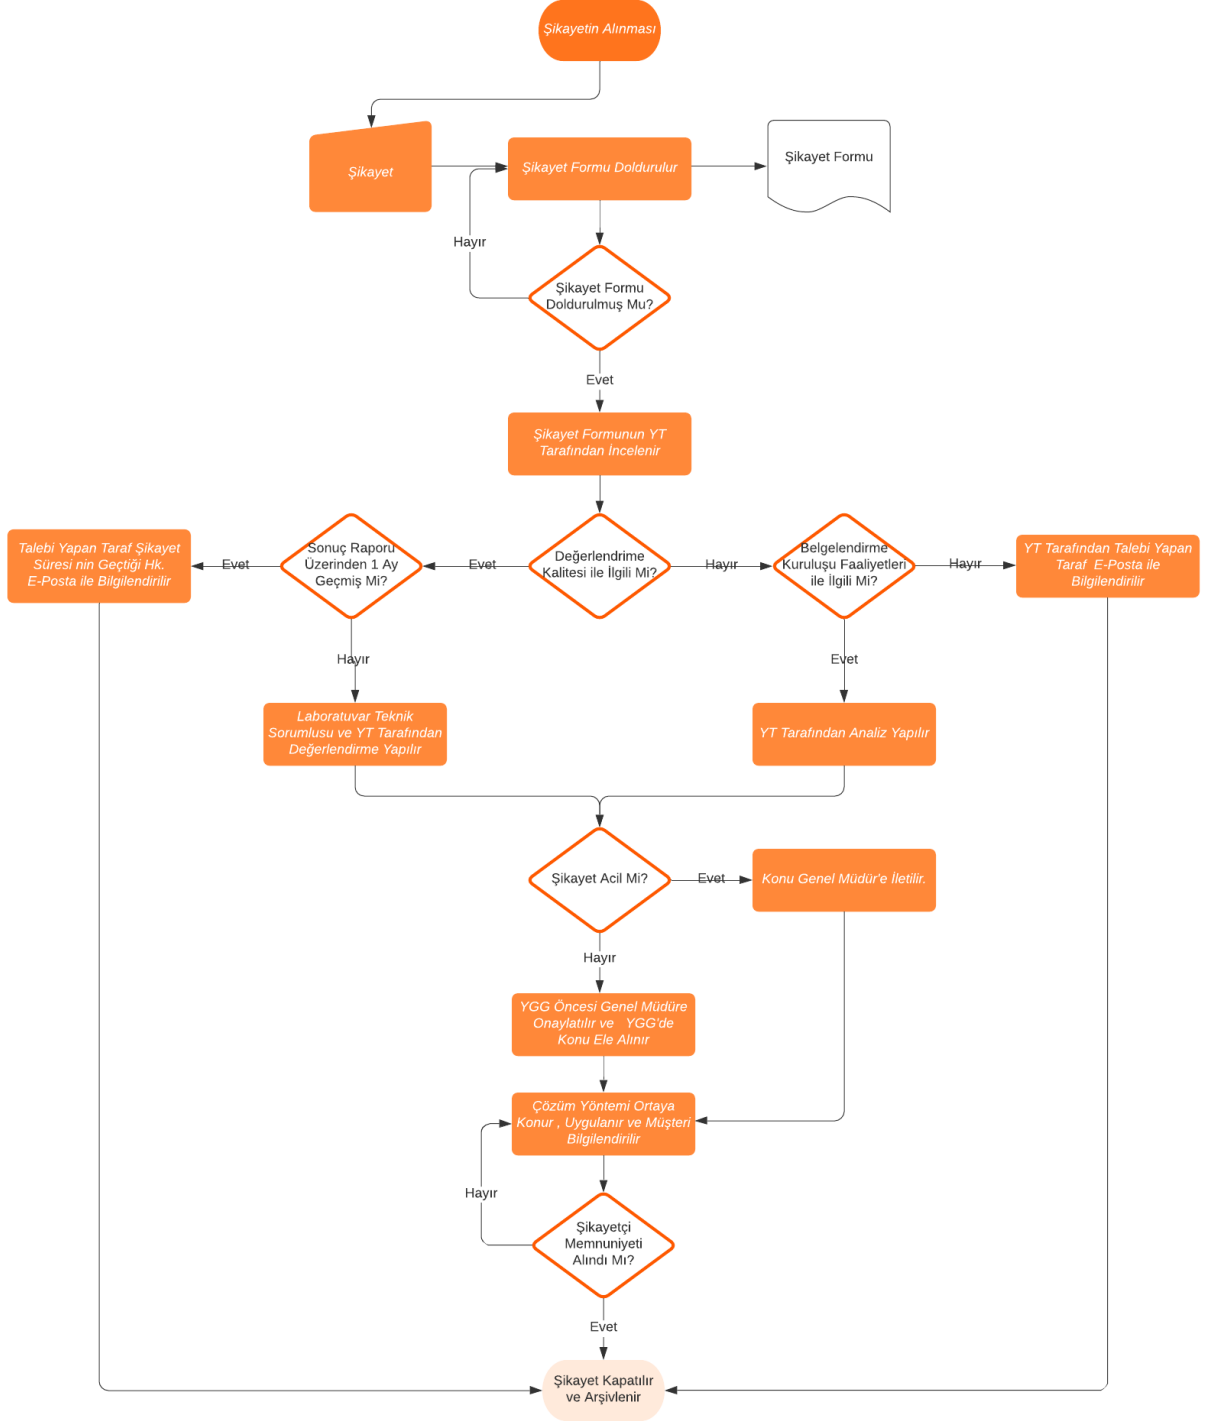 Şikayetin Alınması
Şikayet
Şikayet Formu Doldurulur
Şikayet Formu
Hayır
Şikayet Formu
Doldurulmuş Mu?
Evet
Şikayet Formunun YT
Tarafından İncelenir
Talebi Yapan Taraf Şikayet
Süresi nin Geçtiği Hk.
E-Posta ile Bilgilendirilir
Evet
Sonuç Raporu
Üzerinden 1 Ay
Geçmiş Mi?
Evet
Değerlendrime
Kalitesi ile İlgili Mi?
Hayır
Belgelendirme
Kuruluşu Faaliyetleri
ile İlgili Mi?
Hayır
YT Tarafından Talebi Yapan
Taraf E-Posta ile
Bilgilendirilir
Hayır
Evet
Laboratuvar Teknik
Sorumlusu ve YT Tarafından
Değerlendirme Yapılır
YT Tarafından Analiz Yapılır
Şikayet Acil Mi?
Evet
Konu Genel Müdür'e İletilir.
Hayır
YGG Öncesi Genel Müdüre
Onaylatılır ve YGG'de
Konu Ele Alınır
Çözüm Yöntemi Ortaya
Konur , Uygulanır ve Müşteri
Bilgilendirilir
Hayır
Şikayetçi
Memnuniyeti
Alındı Mı?
Evet
Şikayet Kapatılır
ve Arşivlenir